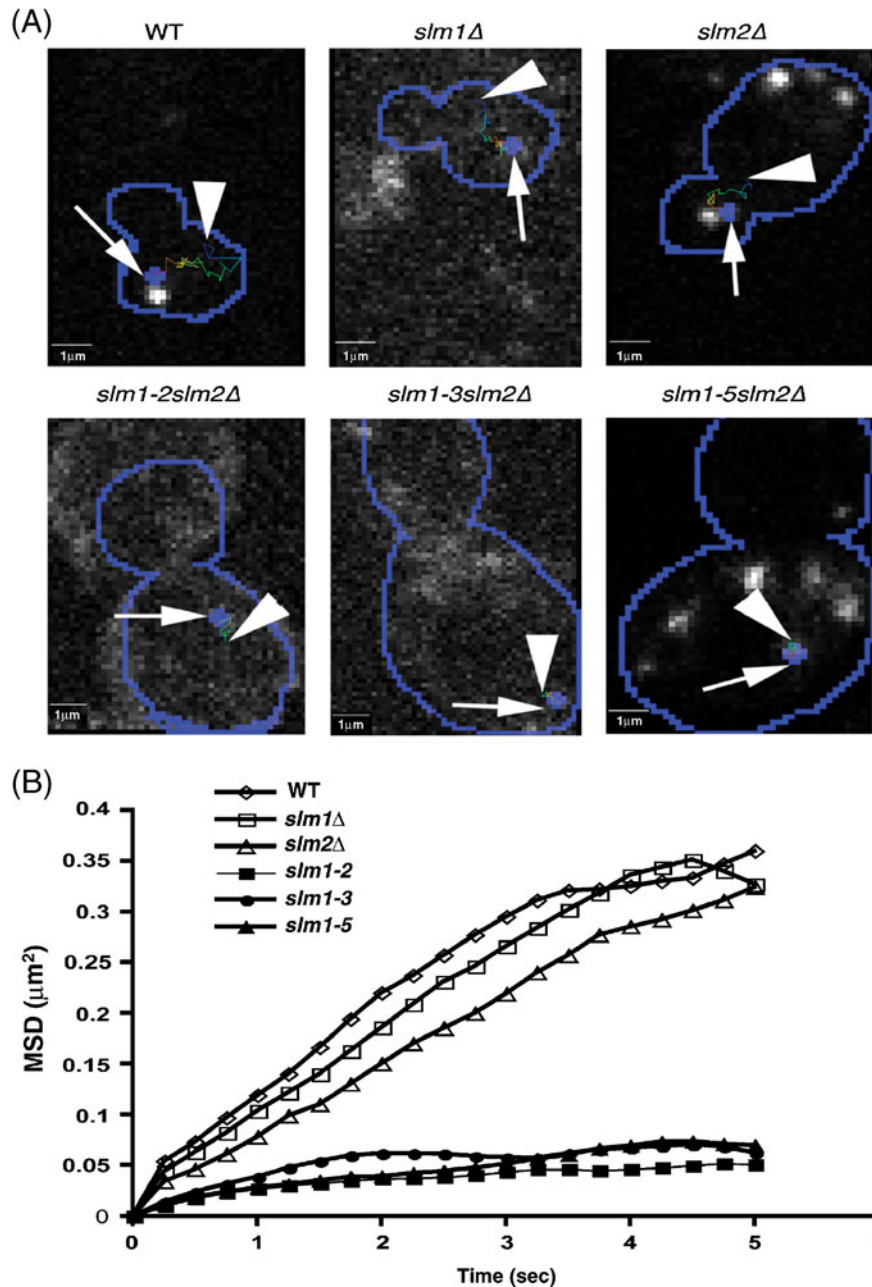 (A)
WT
slm1Δ
slm2Δ
1μm
1μm
1μm
slm1-2slm2Δ
slm1-3slm2Δ
slm1-5slm2Δ
1μm
1μm
1μm
(B)
WT
slm1Δ
slm2Δ
slm1-2
slm1-3
slm1-5
0.4
0.35
0.3
0.25
0.2
0.15
0.1
0.05
0
MSD (μm²)
0 1 2 3 4 5
Time (sec)